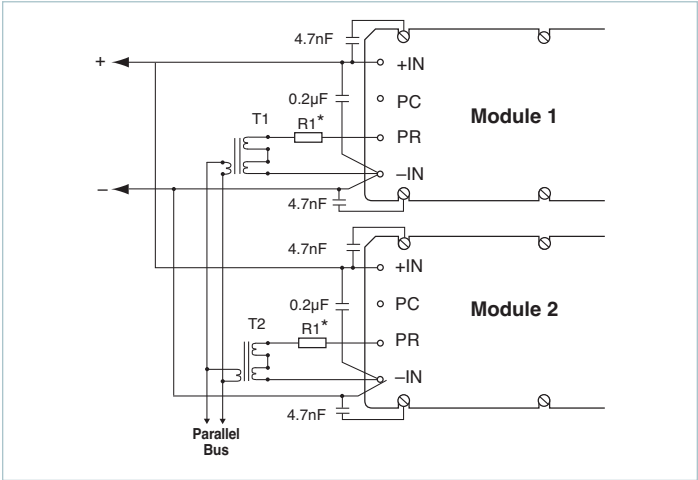 4.7nF
+
+IN
0.2µF
PC
Module 1
T1
R1*
PR
–IN
–
4.7nF
4.7nF
+IN
0.2µF
PC
Module 2
T2
R1*
PR
–IN
4.7nF
Parallel
Bus